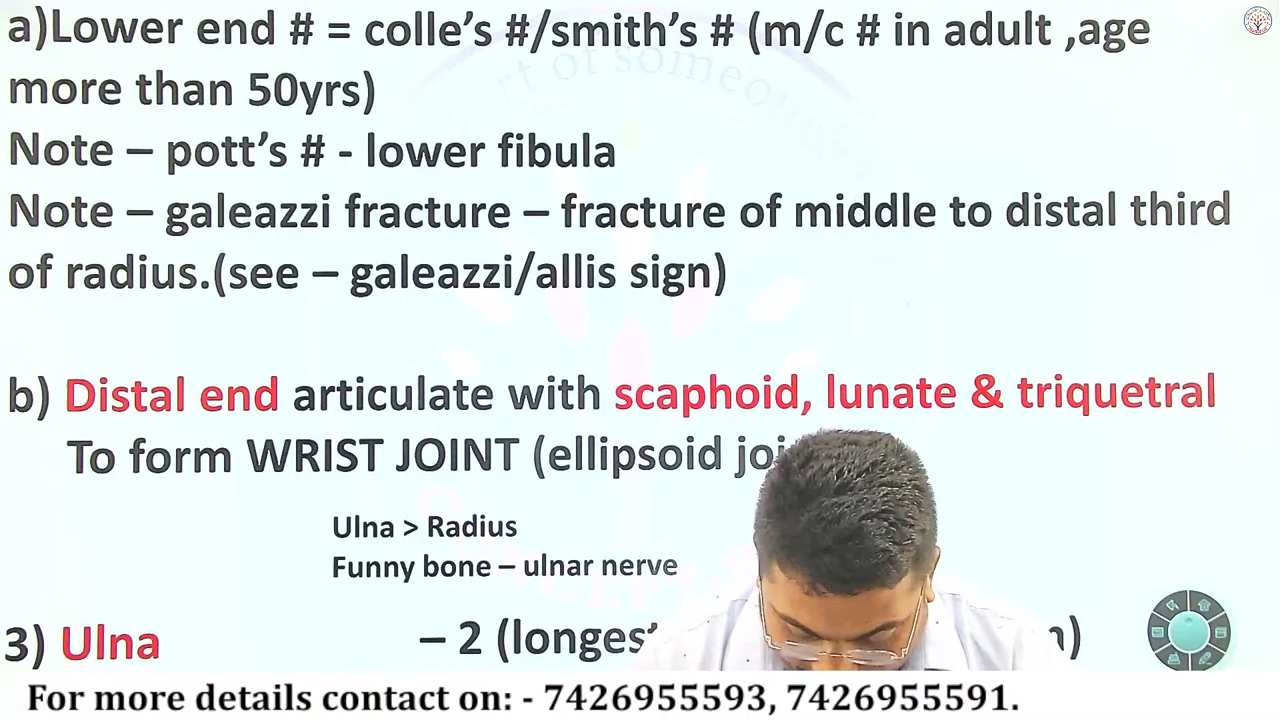 a)Lower end # = colle’s #/smith’s # (m/c # in adult ,age
more than 50yrs)
Note – pott’s # - lower fibula
Note – galeazzi fracture – fracture of middle to distal third
of radius.(see – galeazzi/allis sign)
b) Distal end articulate with scaphoid, lunate & triquetral
To form WRIST JOINT (ellipsoid
Ulna > Radius
Funny bone – ulnar nerve
3) Ulna – 2
For more details contact on: - 7426955593, 7426955591.